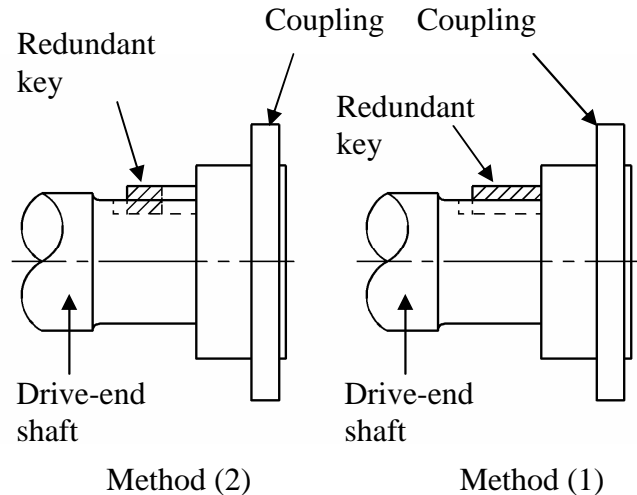 Coupling
Coupling
Redundant
key
Redundant
key
Drive-end
shaft
Drive-end
shaft
Method (2)
Method (1)